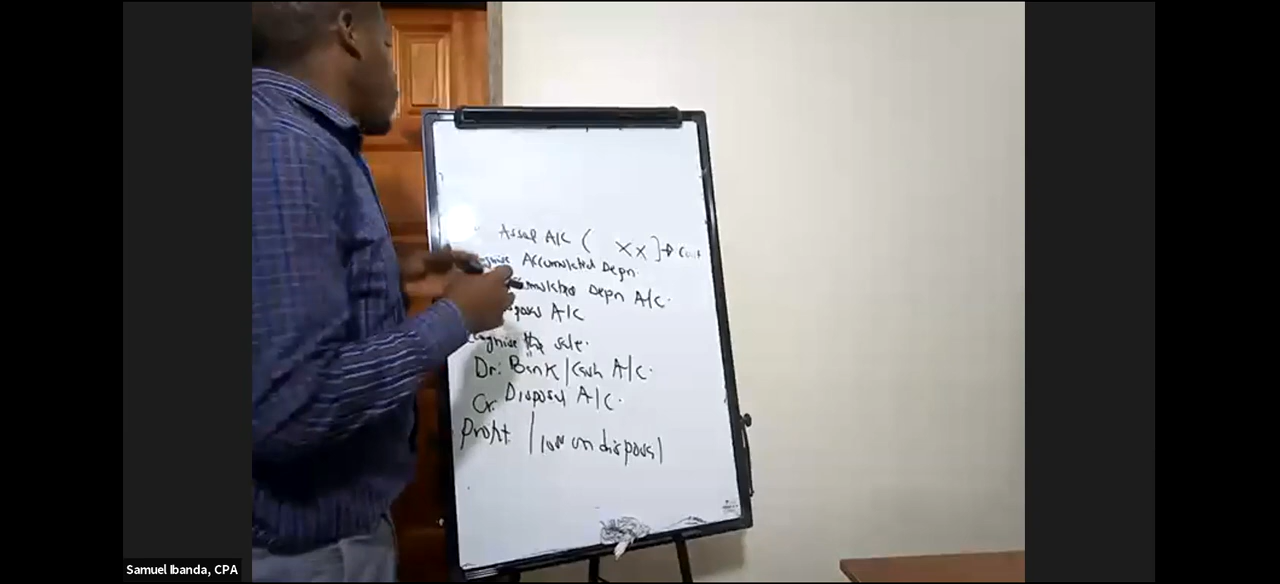 Asset A/C ( XX ] → Cost
Accumulated Depn.
Depn A/C.
A/C
the sale.
Dr: Bank/Cash A/C.
Cr. Disposal A/C.
Profit / loss on disposal
Samuel Ibanda, CPA